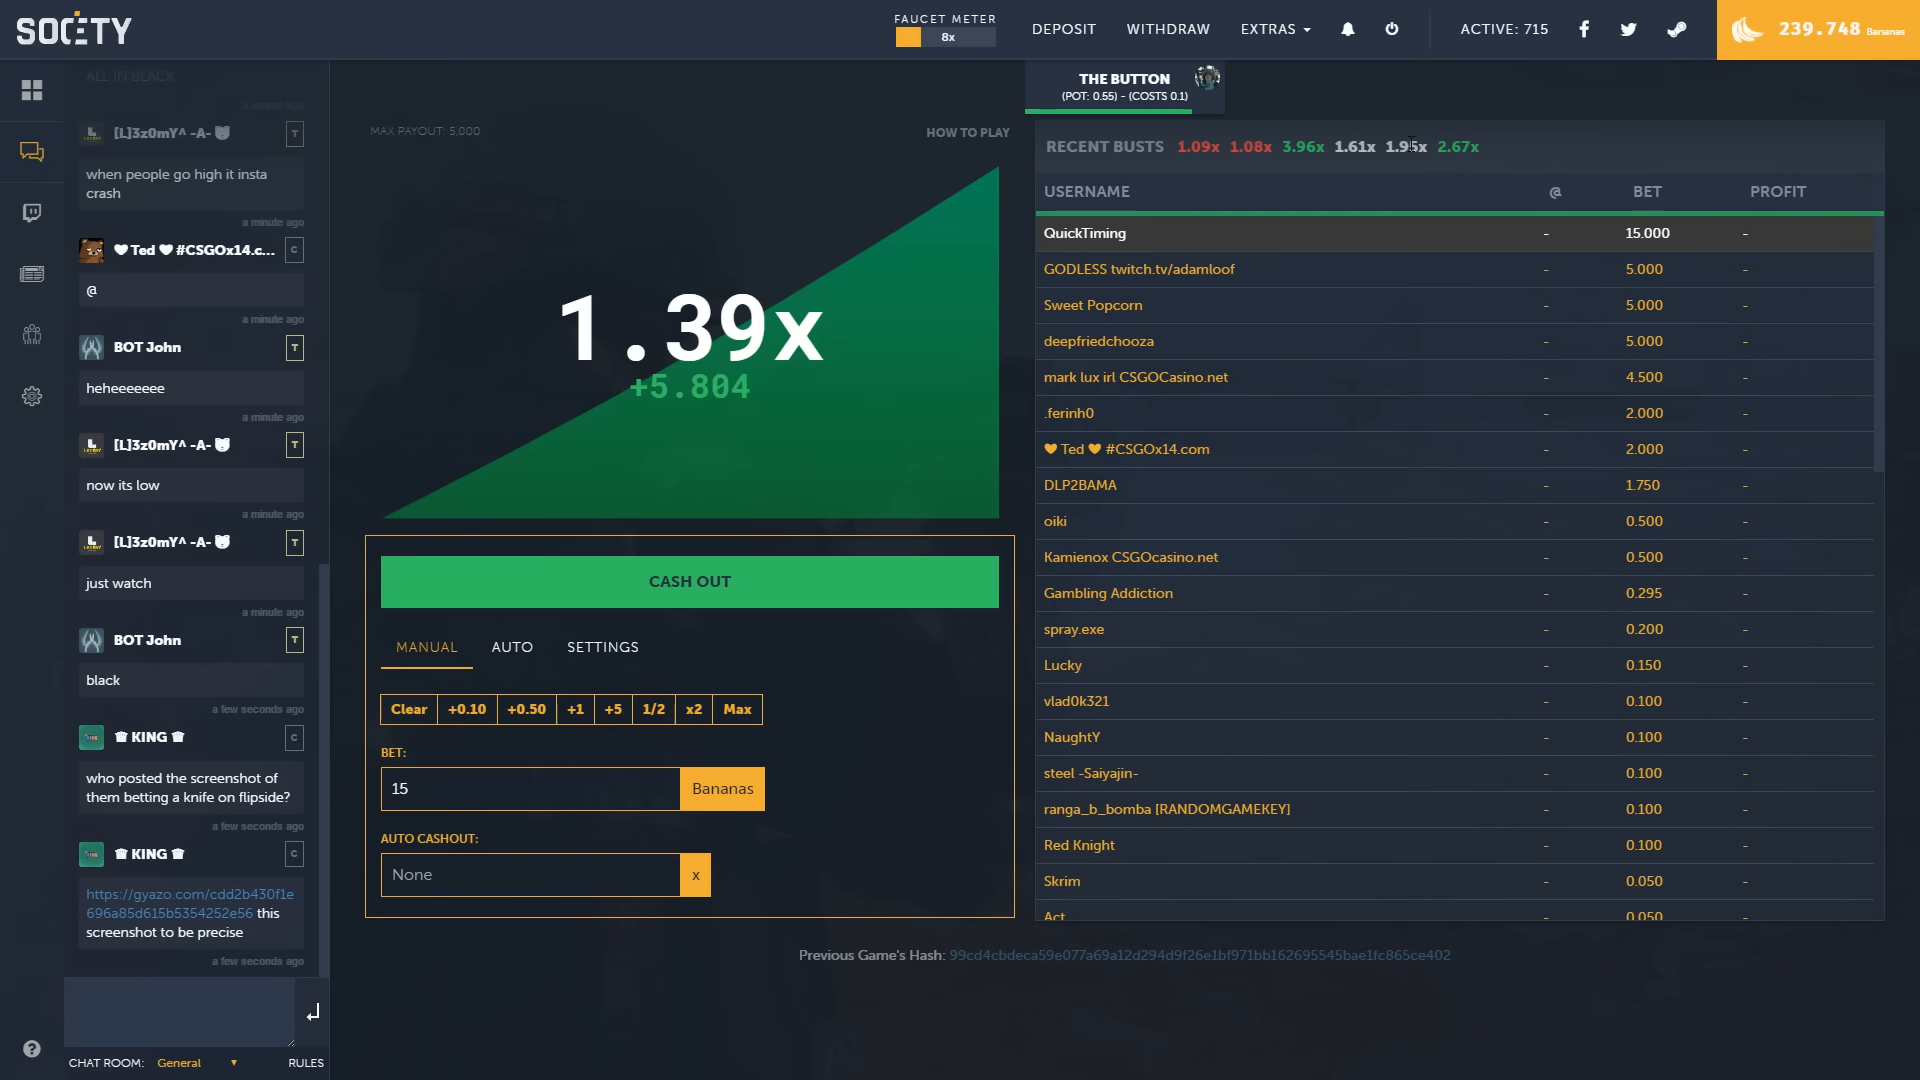 SOCETY
FAUCET METER
8x
DEPOSIT
WITHDRAW
EXTRAS
ACTIVE: 715
239.748 Bananas
THE BUTTON
(POT: 0.55) - (COSTS 0.1)
ALL IN BLACK
a minute ago
[L]3z0mY^ -A-
T
when people go high it insta
crash
a minute ago
Ted #CSGOx14.c...
C
@
a minute ago
BOT John
T
heheeeeeee
a minute ago
[L]3z0mY^ -A-
T
now its low
a minute ago
[L]3z0mY^ -A-
T
just watch
a minute ago
BOT John
T
black
a few seconds ago
KING
C
who posted the screenshot of
them betting a knife on flipside?
a few seconds ago
KING
C
https://gyazo.com/cdd2b430f1e
696a85d615b5354252e56 this
screenshot to be precise
a few seconds ago
CHAT ROOM: General
RULES
MAX PAYOUT: 5,000
HOW TO PLAY
1.39x
+5.804
CASH OUT
MANUAL
AUTO
SETTINGS
Clear +0.10 +0.50 +1 +5 1/2 x2 Max
BET:
15 Bananas
AUTO CASHOUT:
None x
RECENT BUSTS 1.09x 1.08x 3.96x 1.61x 1.95x 2.67x
USERNAME @ BET PROFIT
QuickTiming - 15.000 -
GODLESS twitch.tv/adamloof - 5.000 -
Sweet Popcorn - 5.000 -
deepfriedchooza - 5.000 -
mark lux irl CSGOCasino.net - 4.500 -
.ferinh0 - 2.000 -
Ted #CSGOx14.com - 2.000 -
DLP2BAMA - 1.750 -
oiki - 0.500 -
Kamienox CSGOcasino.net - 0.500 -
Gambling Addiction - 0.295 -
spray.exe - 0.200 -
Lucky - 0.150 -
vlad0k321 - 0.100 -
NaughtY - 0.100 -
steel -Saiyajin- - 0.100 -
ranga_b_bomba [RANDOMGAMEKEY] - 0.100 -
Red Knight - 0.100 -
Skrim - 0.050 -
Act - 0.050 -
Previous Game's Hash: 99cd4cbdeca59e077a69a12d294d9f26e1bf971bb162695545bae1fc865ce402